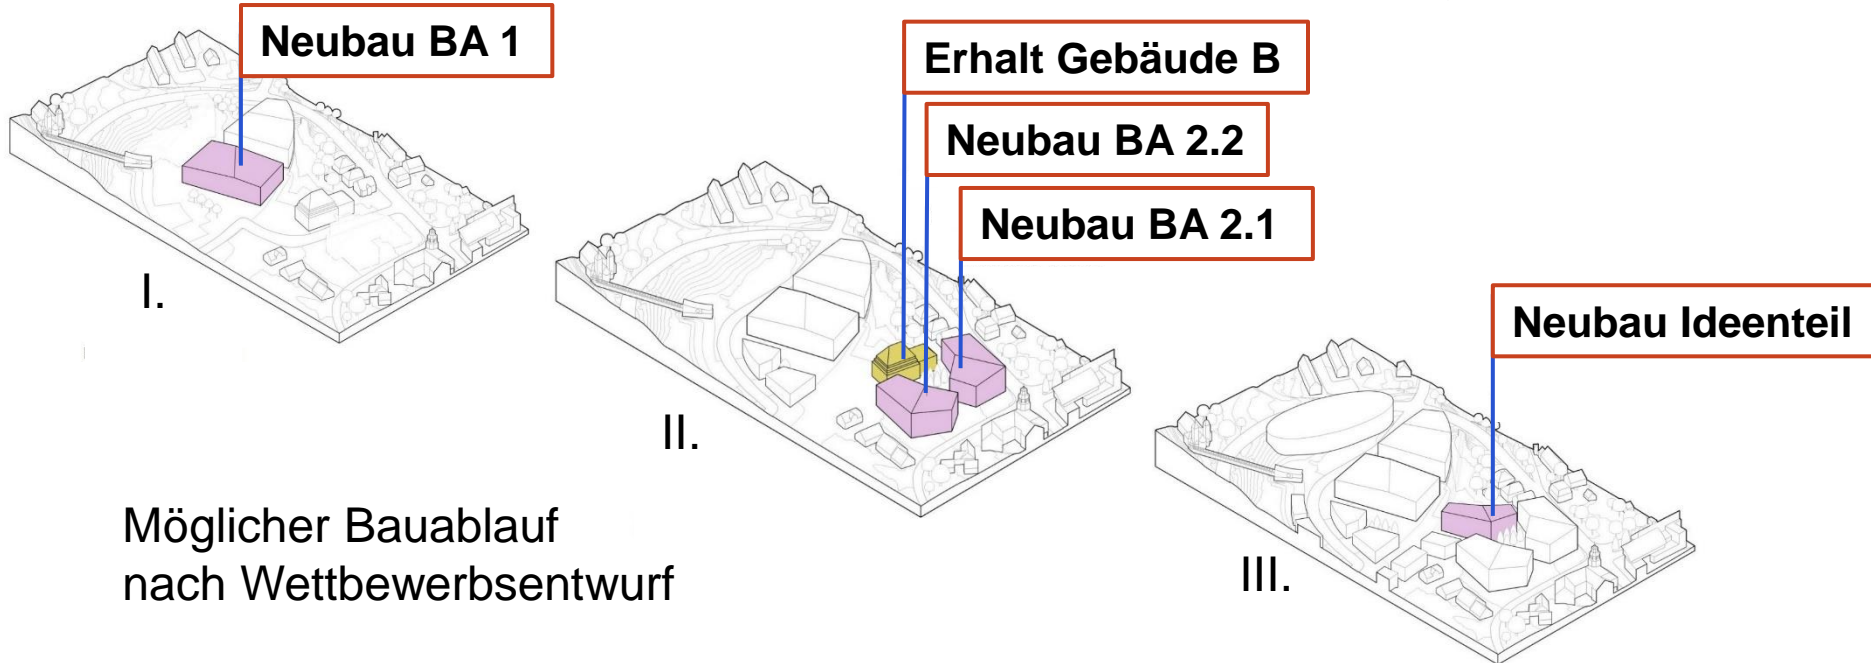 Neubau BA 1
I.
Erhalt Gebäude B
Neubau BA 2.2
Neubau BA 2.1
II.
Neubau Ideenteil
III.
Möglicher Bauablauf
nach Wettbewerbsentwurf